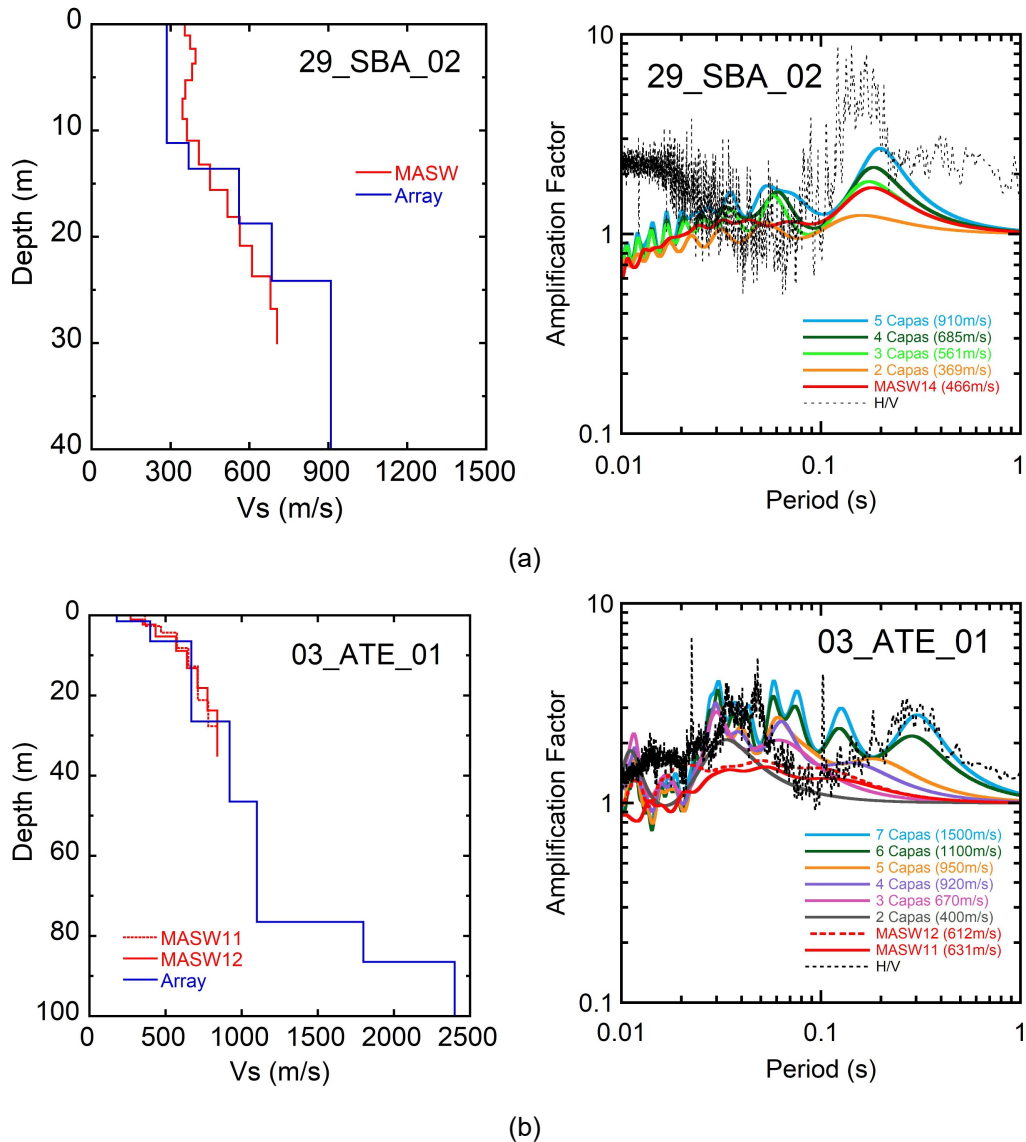 29_SBA_02
0
10
20
30
40
Depth (m)
MASW
Array
0
300
600
900
1200
1500
Vs (m/s)
29_SBA_02
10
1
0.1
Amplification Factor
5 Capas (910m/s)
4 Capas (685m/s)
3 Capas (561m/s)
2 Capas (369m/s)
MASW14 (466m/s)
H/V
0.01
0.1
1
Period (s)
(a)
03_ATE_01
0
20
40
60
80
100
Depth (m)
MASW11
MASW12
Array
0
500
1000
1500
2000
2500
Vs (m/s)
03_ATE_01
10
1
0.1
Amplification Factor
7 Capas (1500m/s)
6 Capas (1100m/s)
5 Capas (950m/s)
4 Capas (920m/s)
3 Capas 670m/s)
2 Capas (400m/s)
MASW12 (612m/s)
MASW11 (631m/s)
H/V
0.01
0.1
1
Period (s)
(b)